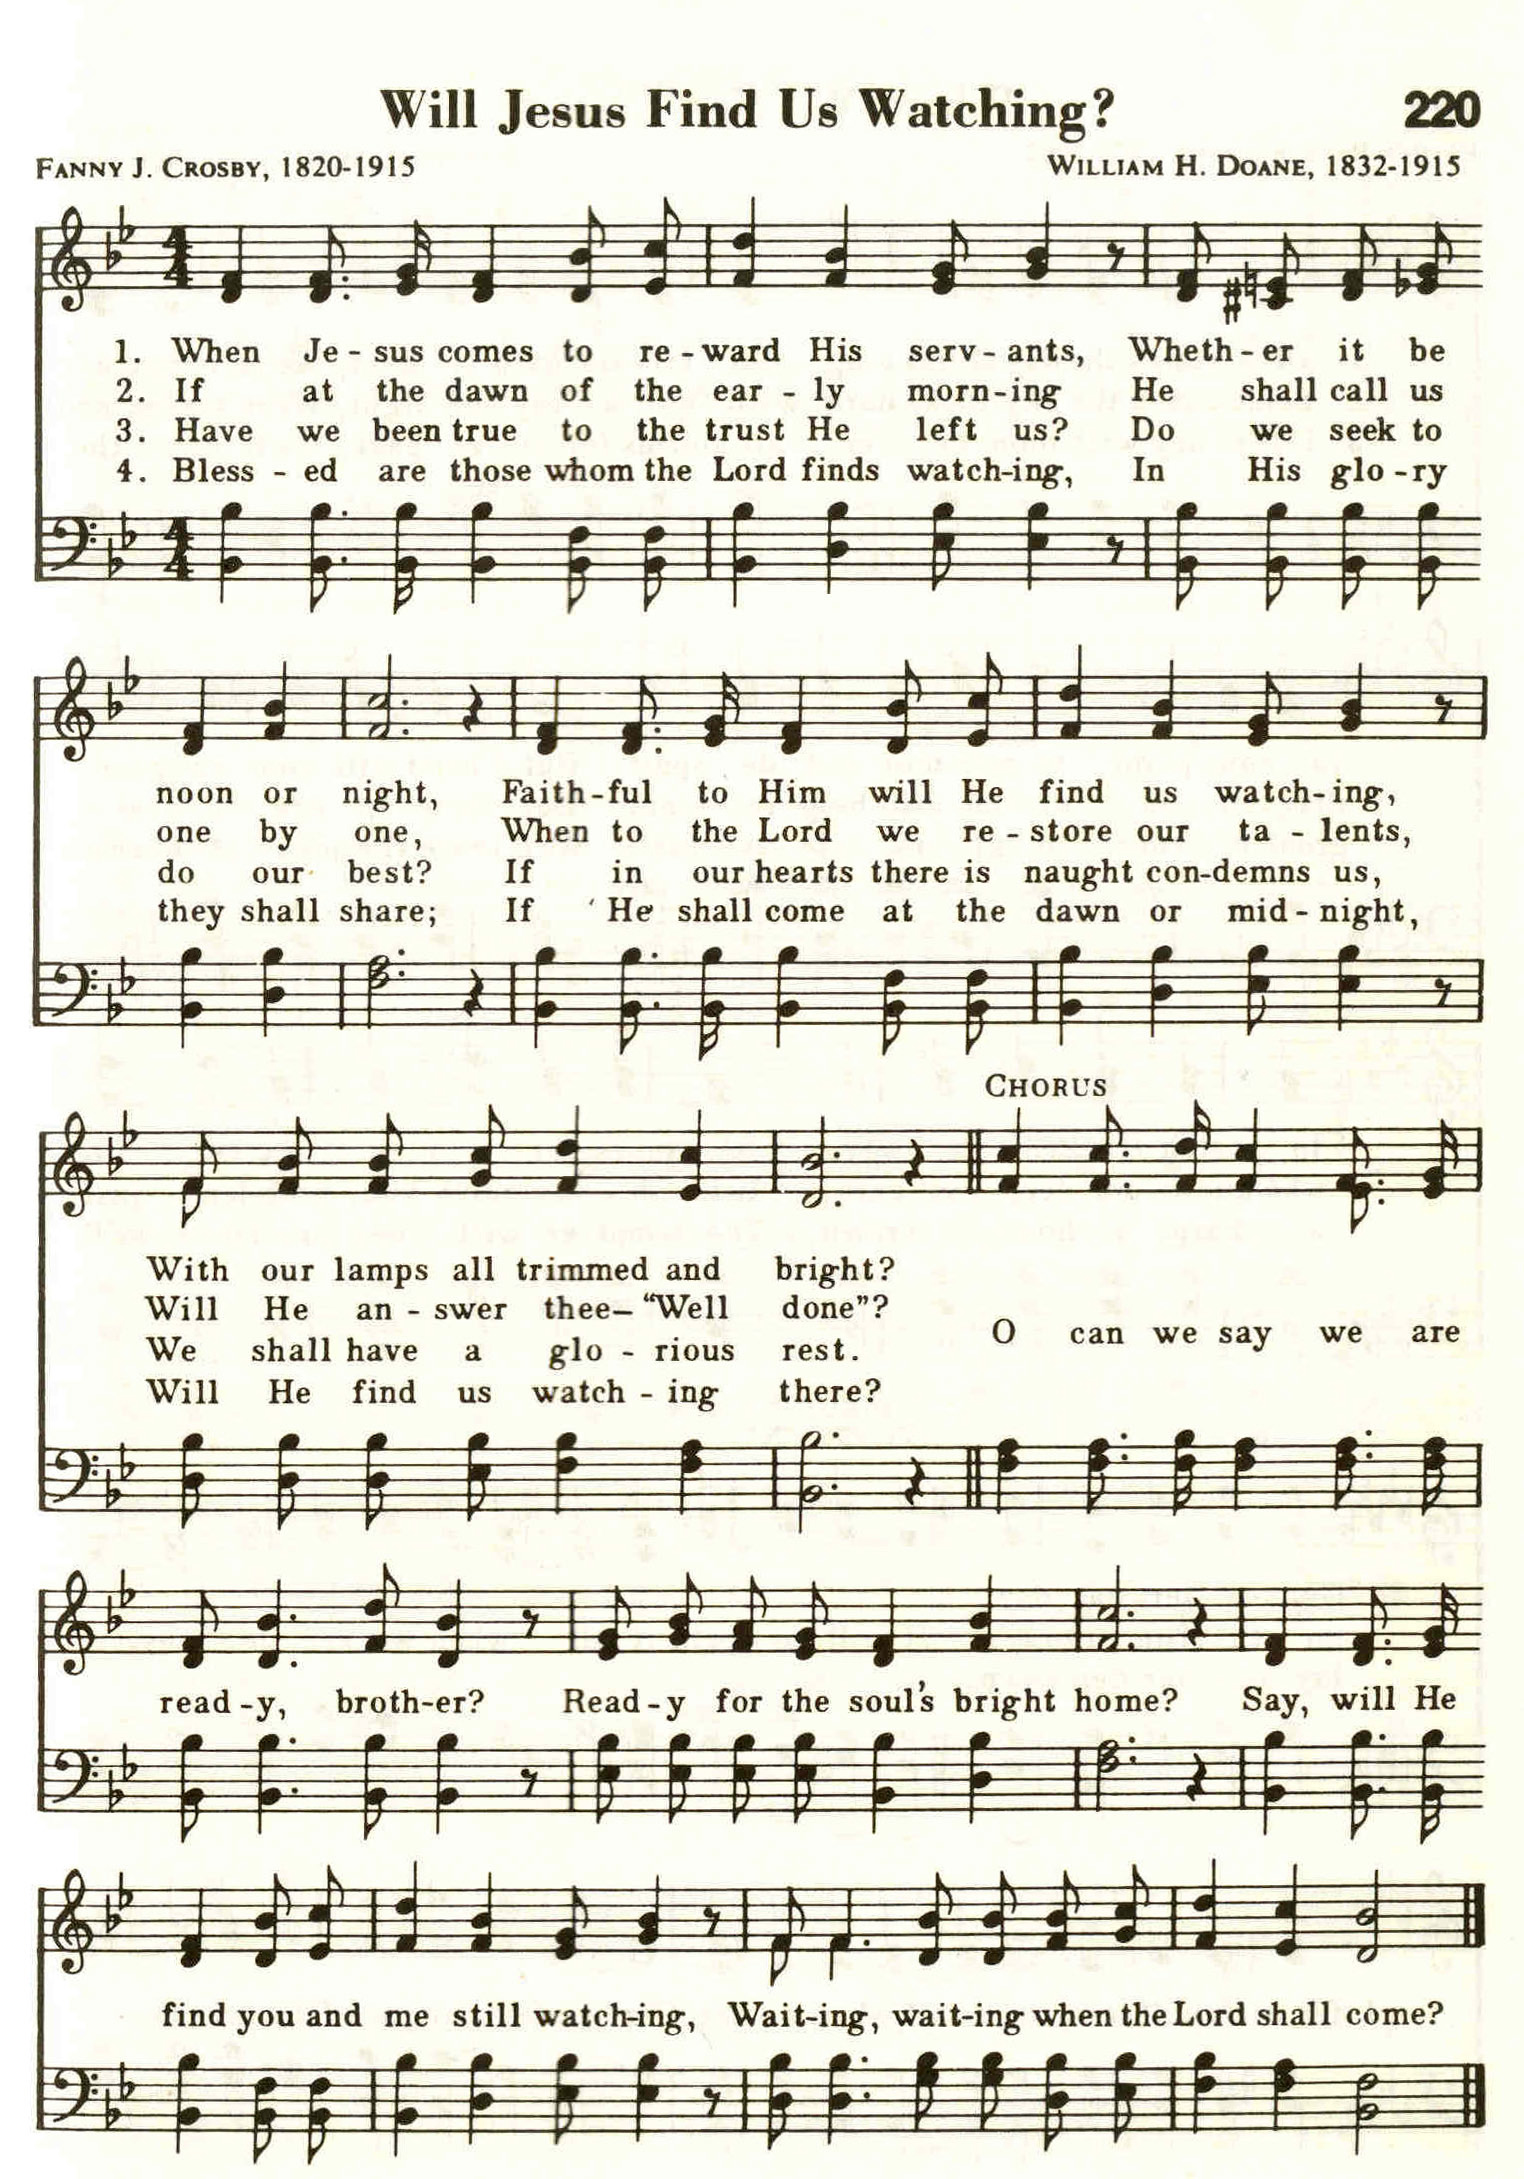 Will Jesus Find Us Watching? 220
FANNY J. CROSBY, 1820-1915 WILLIAM H. DOANE, 1832-1915
1. When Je - sus comes to re - ward His serv - ants, Wheth - er it be
2. If at the dawn of the ear - ly morn - ing He shall call us
3. Have we been true to the trust He left us? Do we seek to
4. Bless - ed are those whom the Lord finds watch - ing, In His glo - ry
noon or night, Faith - ful to Him will He find us watch - ing,
one by one, When to the Lord we re - store our ta - lents,
do our best? If in our hearts there is naught con - demns us,
they shall share; If He shall come at the dawn or mid - night,
CHORUS
With our lamps all trimmed and bright?
Will He an - swer thee— “Well done”?
O can we say we are
We shall have a glo - rious rest.
Will He find us watch - ing there?
read - y, broth - er? Read - y for the soul's bright home? Say, will He
find you and me still watch - ing, Wait - ing, wait - ing when the Lord shall come?